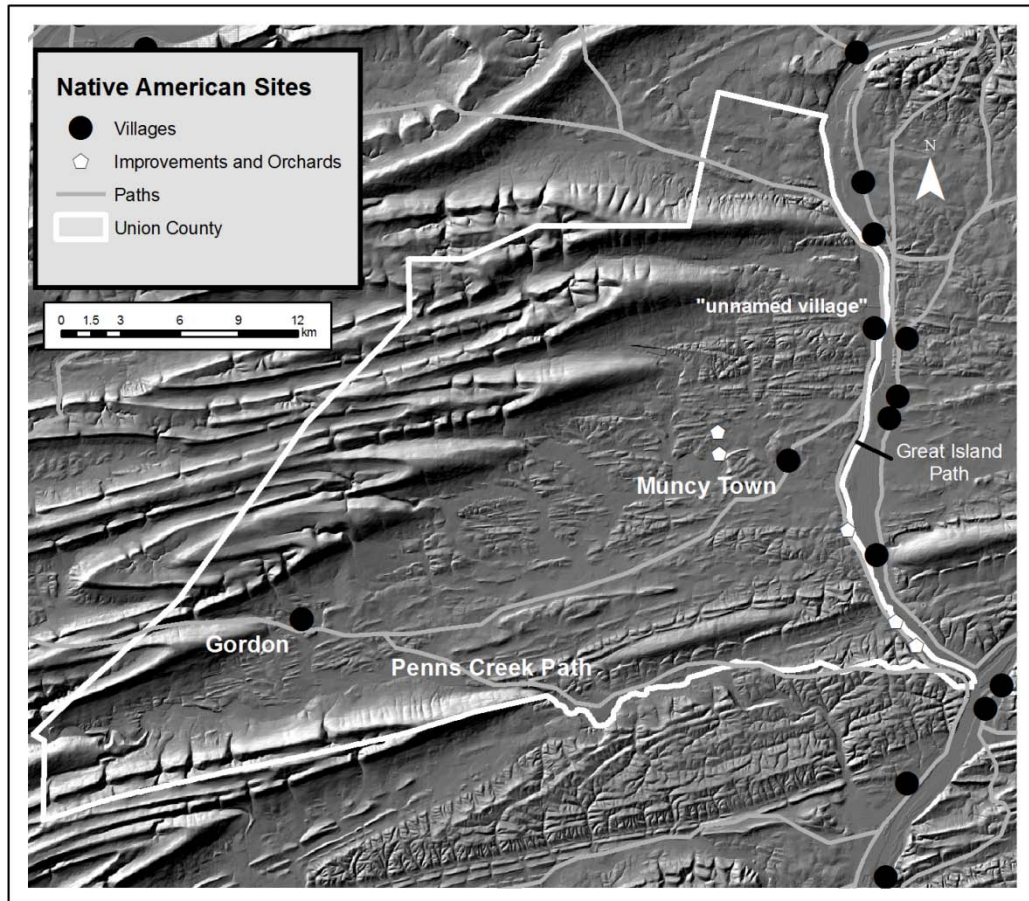 Native American Sites
Villages
Improvements and Orchards
Paths
Union County
0 1.5 3 6 9 12
km
N
"unnamed village"
Great Island
Path
Muncy Town
Gordon
Penns Creek Path